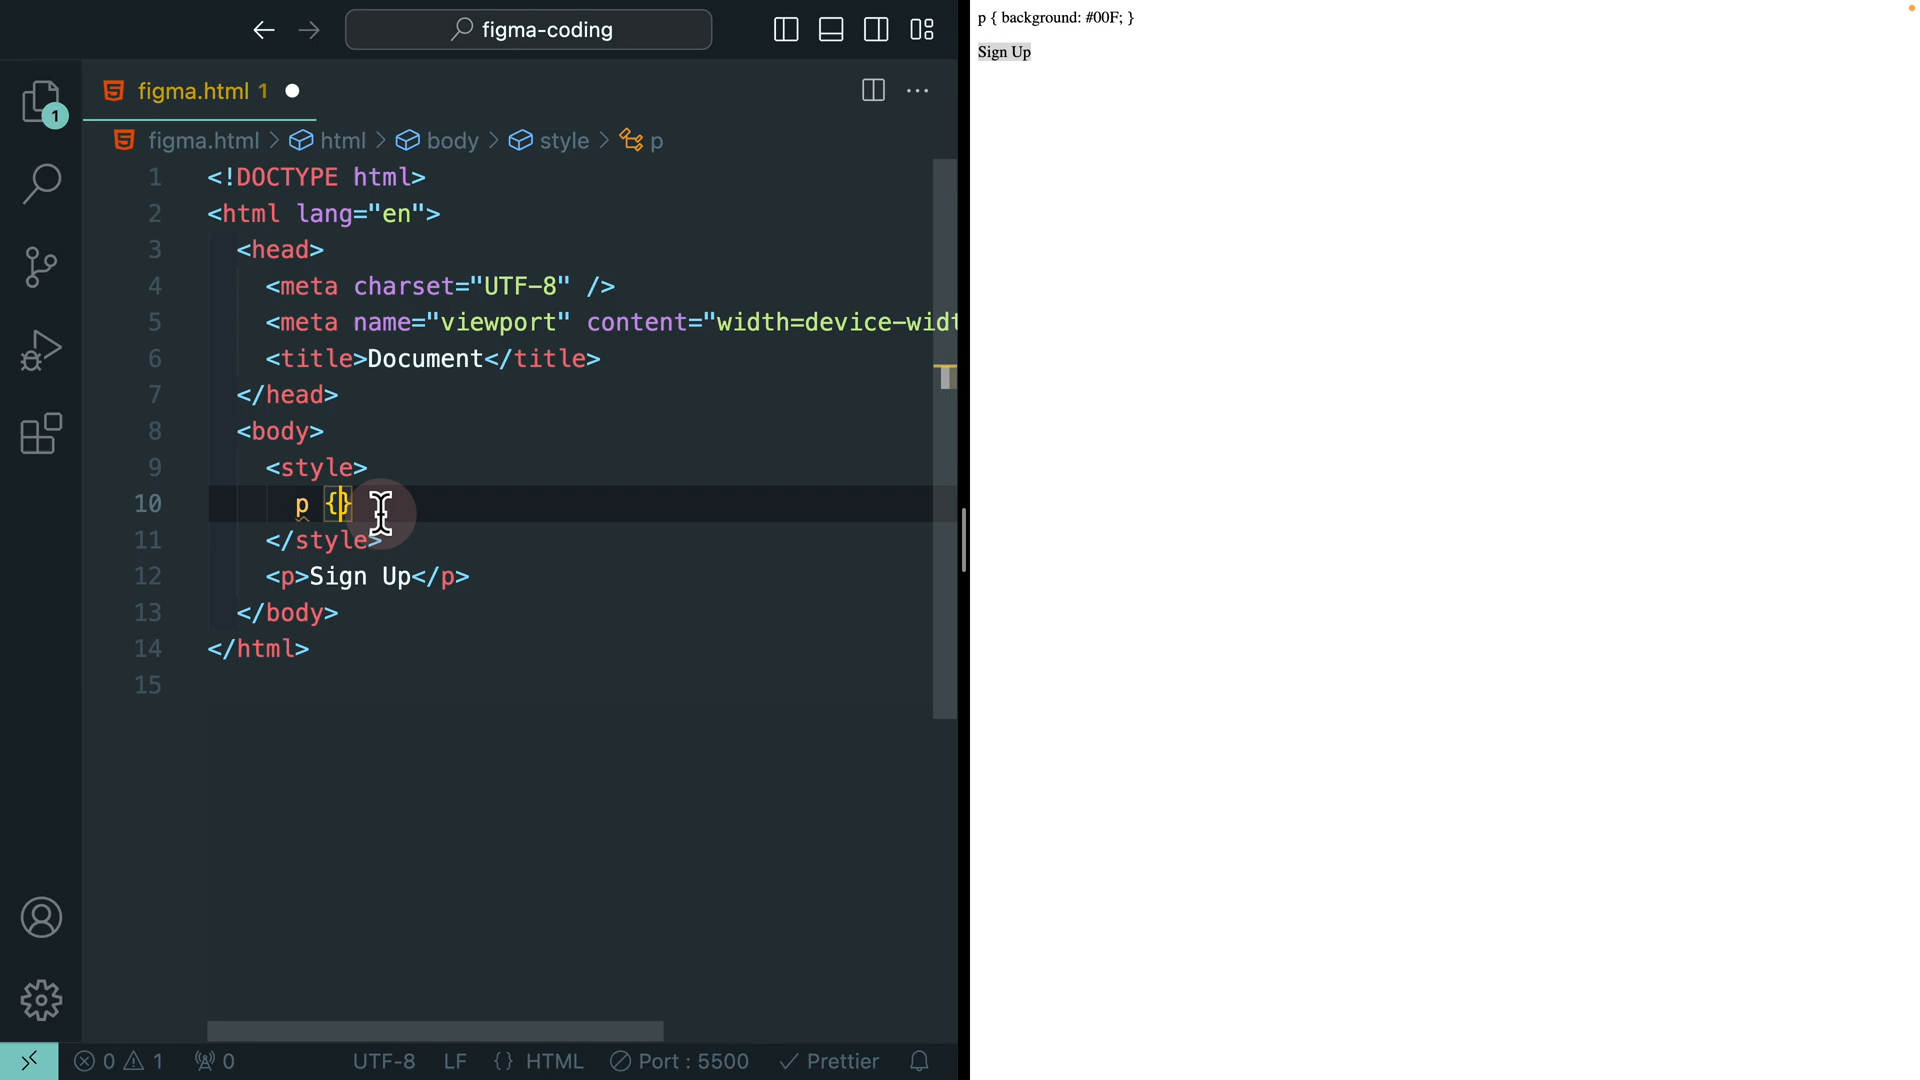 figma-coding
figma.html 1
1
figma.html > html > body > style > p
1 <!DOCTYPE html>
2 <html lang="en">
3 <head>
4 <meta charset="UTF-8" />
5 <meta name="viewport" content="width=device-widt
6 <title>Document</title>
7 </head>
8 <body>
9 <style>
10 p {}
11 </style>
12 <p>Sign Up</p>
13 </body>
14 </html>
15
0 1 0 UTF-8 LF {} HTML Port : 5500 Prettier
p { background: #00F; }
Sign Up